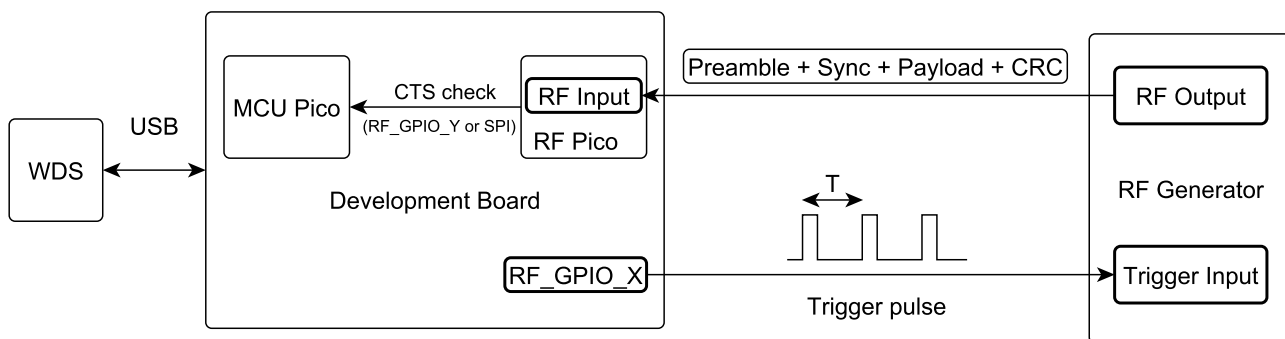 WDS
USB
MCU Pico
CTS check
(RF_GPIO_Y or SPI)
RF Input
RF Pico
Development Board
RF_GPIO_X
Preamble + Sync + Payload + CRC
T
Trigger pulse
RF Output
RF Generator
Trigger Input